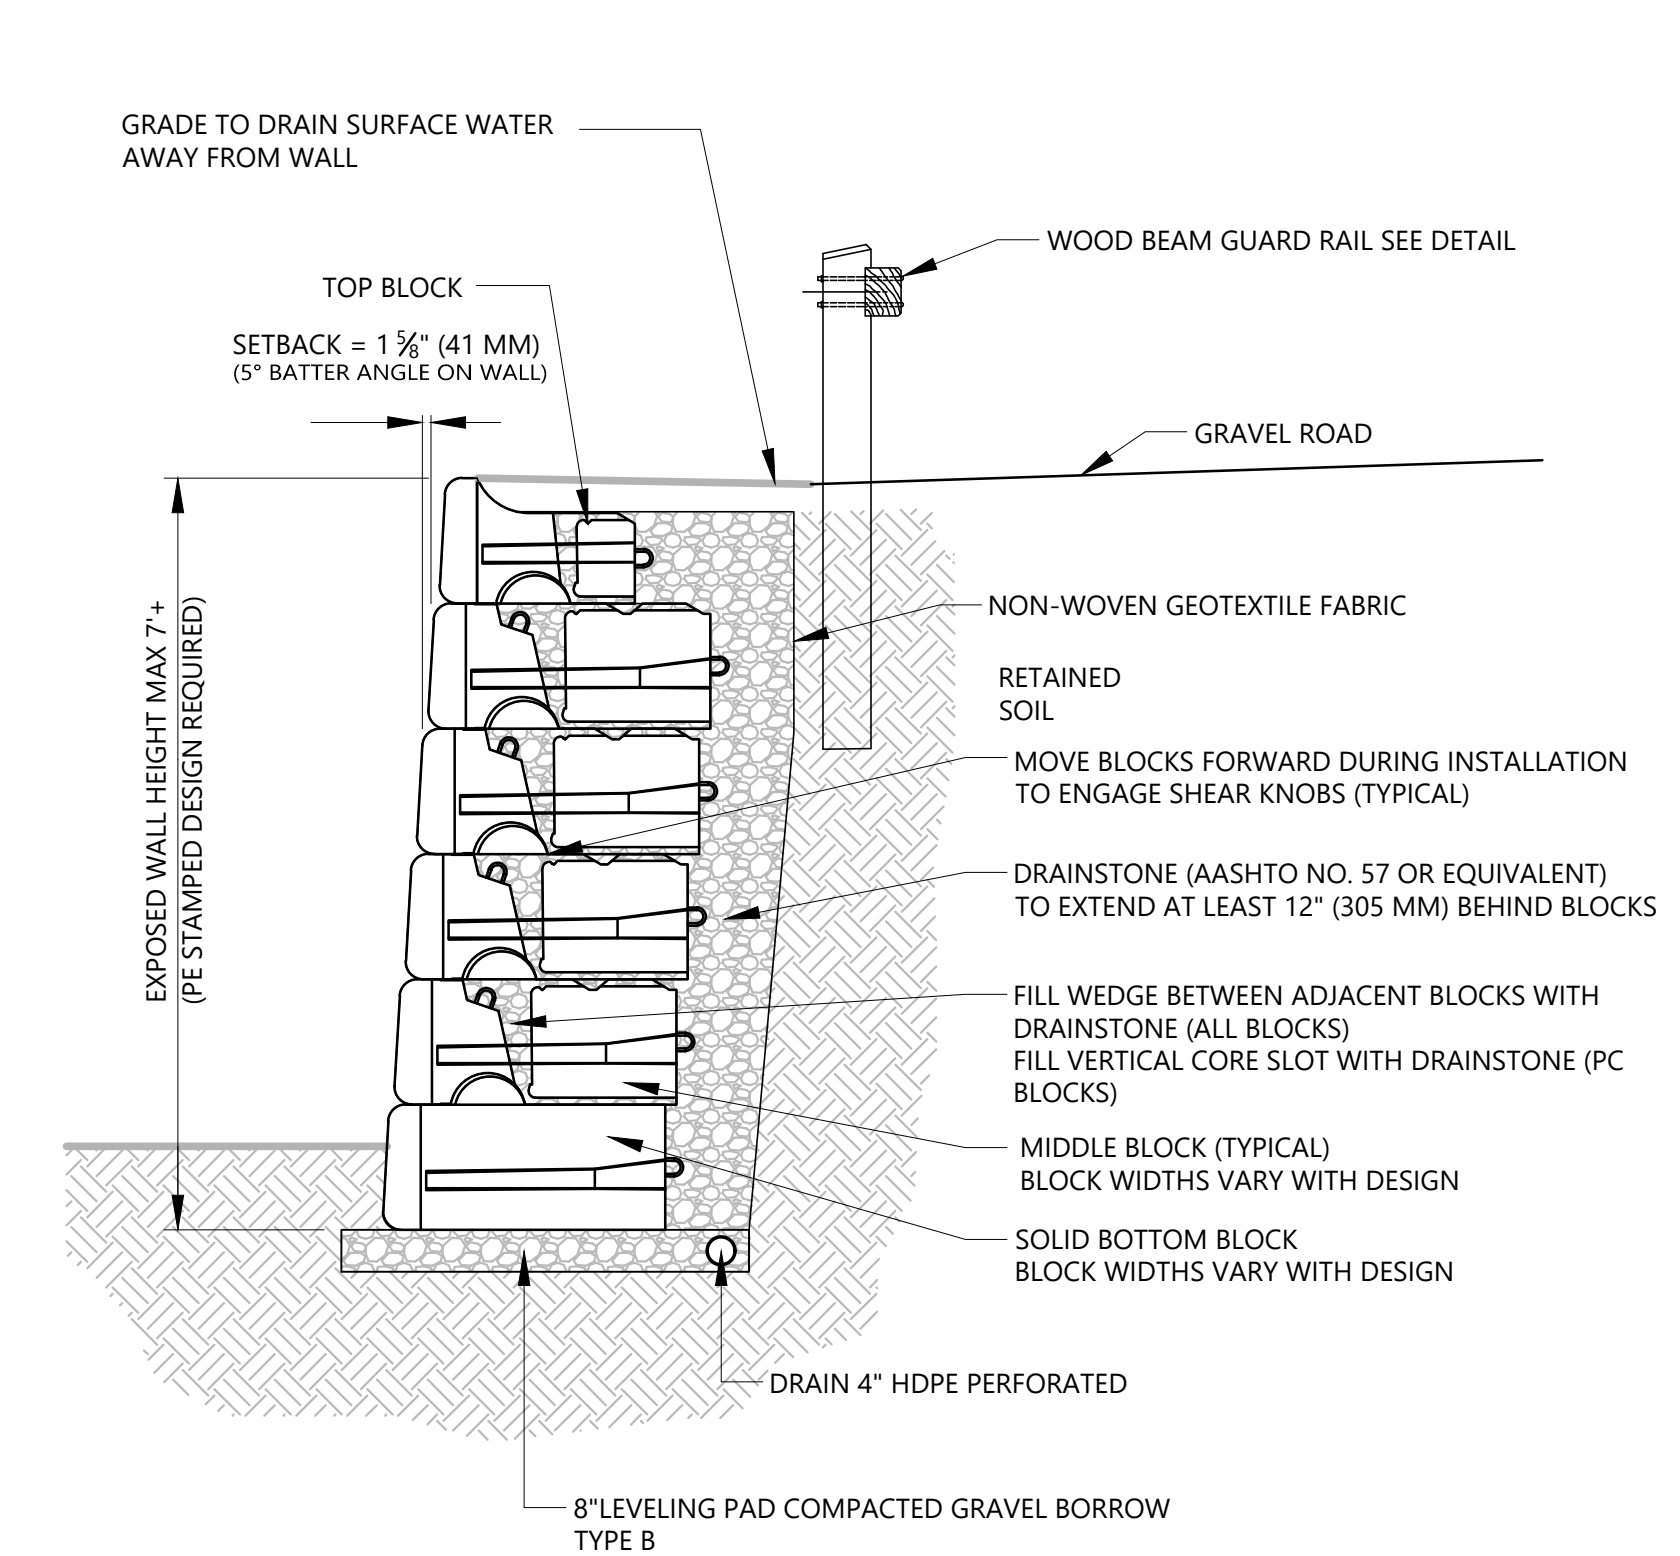 GRADE TO DRAIN SURFACE WATER
AWAY FROM WALL
WOOD BEAM GUARD RAIL SEE DETAIL
TOP BLOCK
SETBACK = 1 5/8" (41 MM)
(5° BATTER ANGLE ON WALL)
GRAVEL ROAD
EXPOSED WALL HEIGHT MAX 7'+
(PE STAMPED DESIGN REQUIRED)
NON-WOVEN GEOTEXTILE FABRIC
RETAINED
SOIL
MOVE BLOCKS FORWARD DURING INSTALLATION
TO ENGAGE SHEAR KNOBS (TYPICAL)
DRAINSTONE (AASHTO NO. 57 OR EQUIVALENT)
TO EXTEND AT LEAST 12" (305 MM) BEHIND BLOCKS
FILL WEDGE BETWEEN ADJACENT BLOCKS WITH
DRAINSTONE (ALL BLOCKS)
FILL VERTICAL CORE SLOT WITH DRAINSTONE (PC
BLOCKS)
MIDDLE BLOCK (TYPICAL)
BLOCK WIDTHS VARY WITH DESIGN
SOLID BOTTOM BLOCK
BLOCK WIDTHS VARY WITH DESIGN
DRAIN 4" HDPE PERFORATED
8"LEVELING PAD COMPACTED GRAVEL BORROW
TYPE B